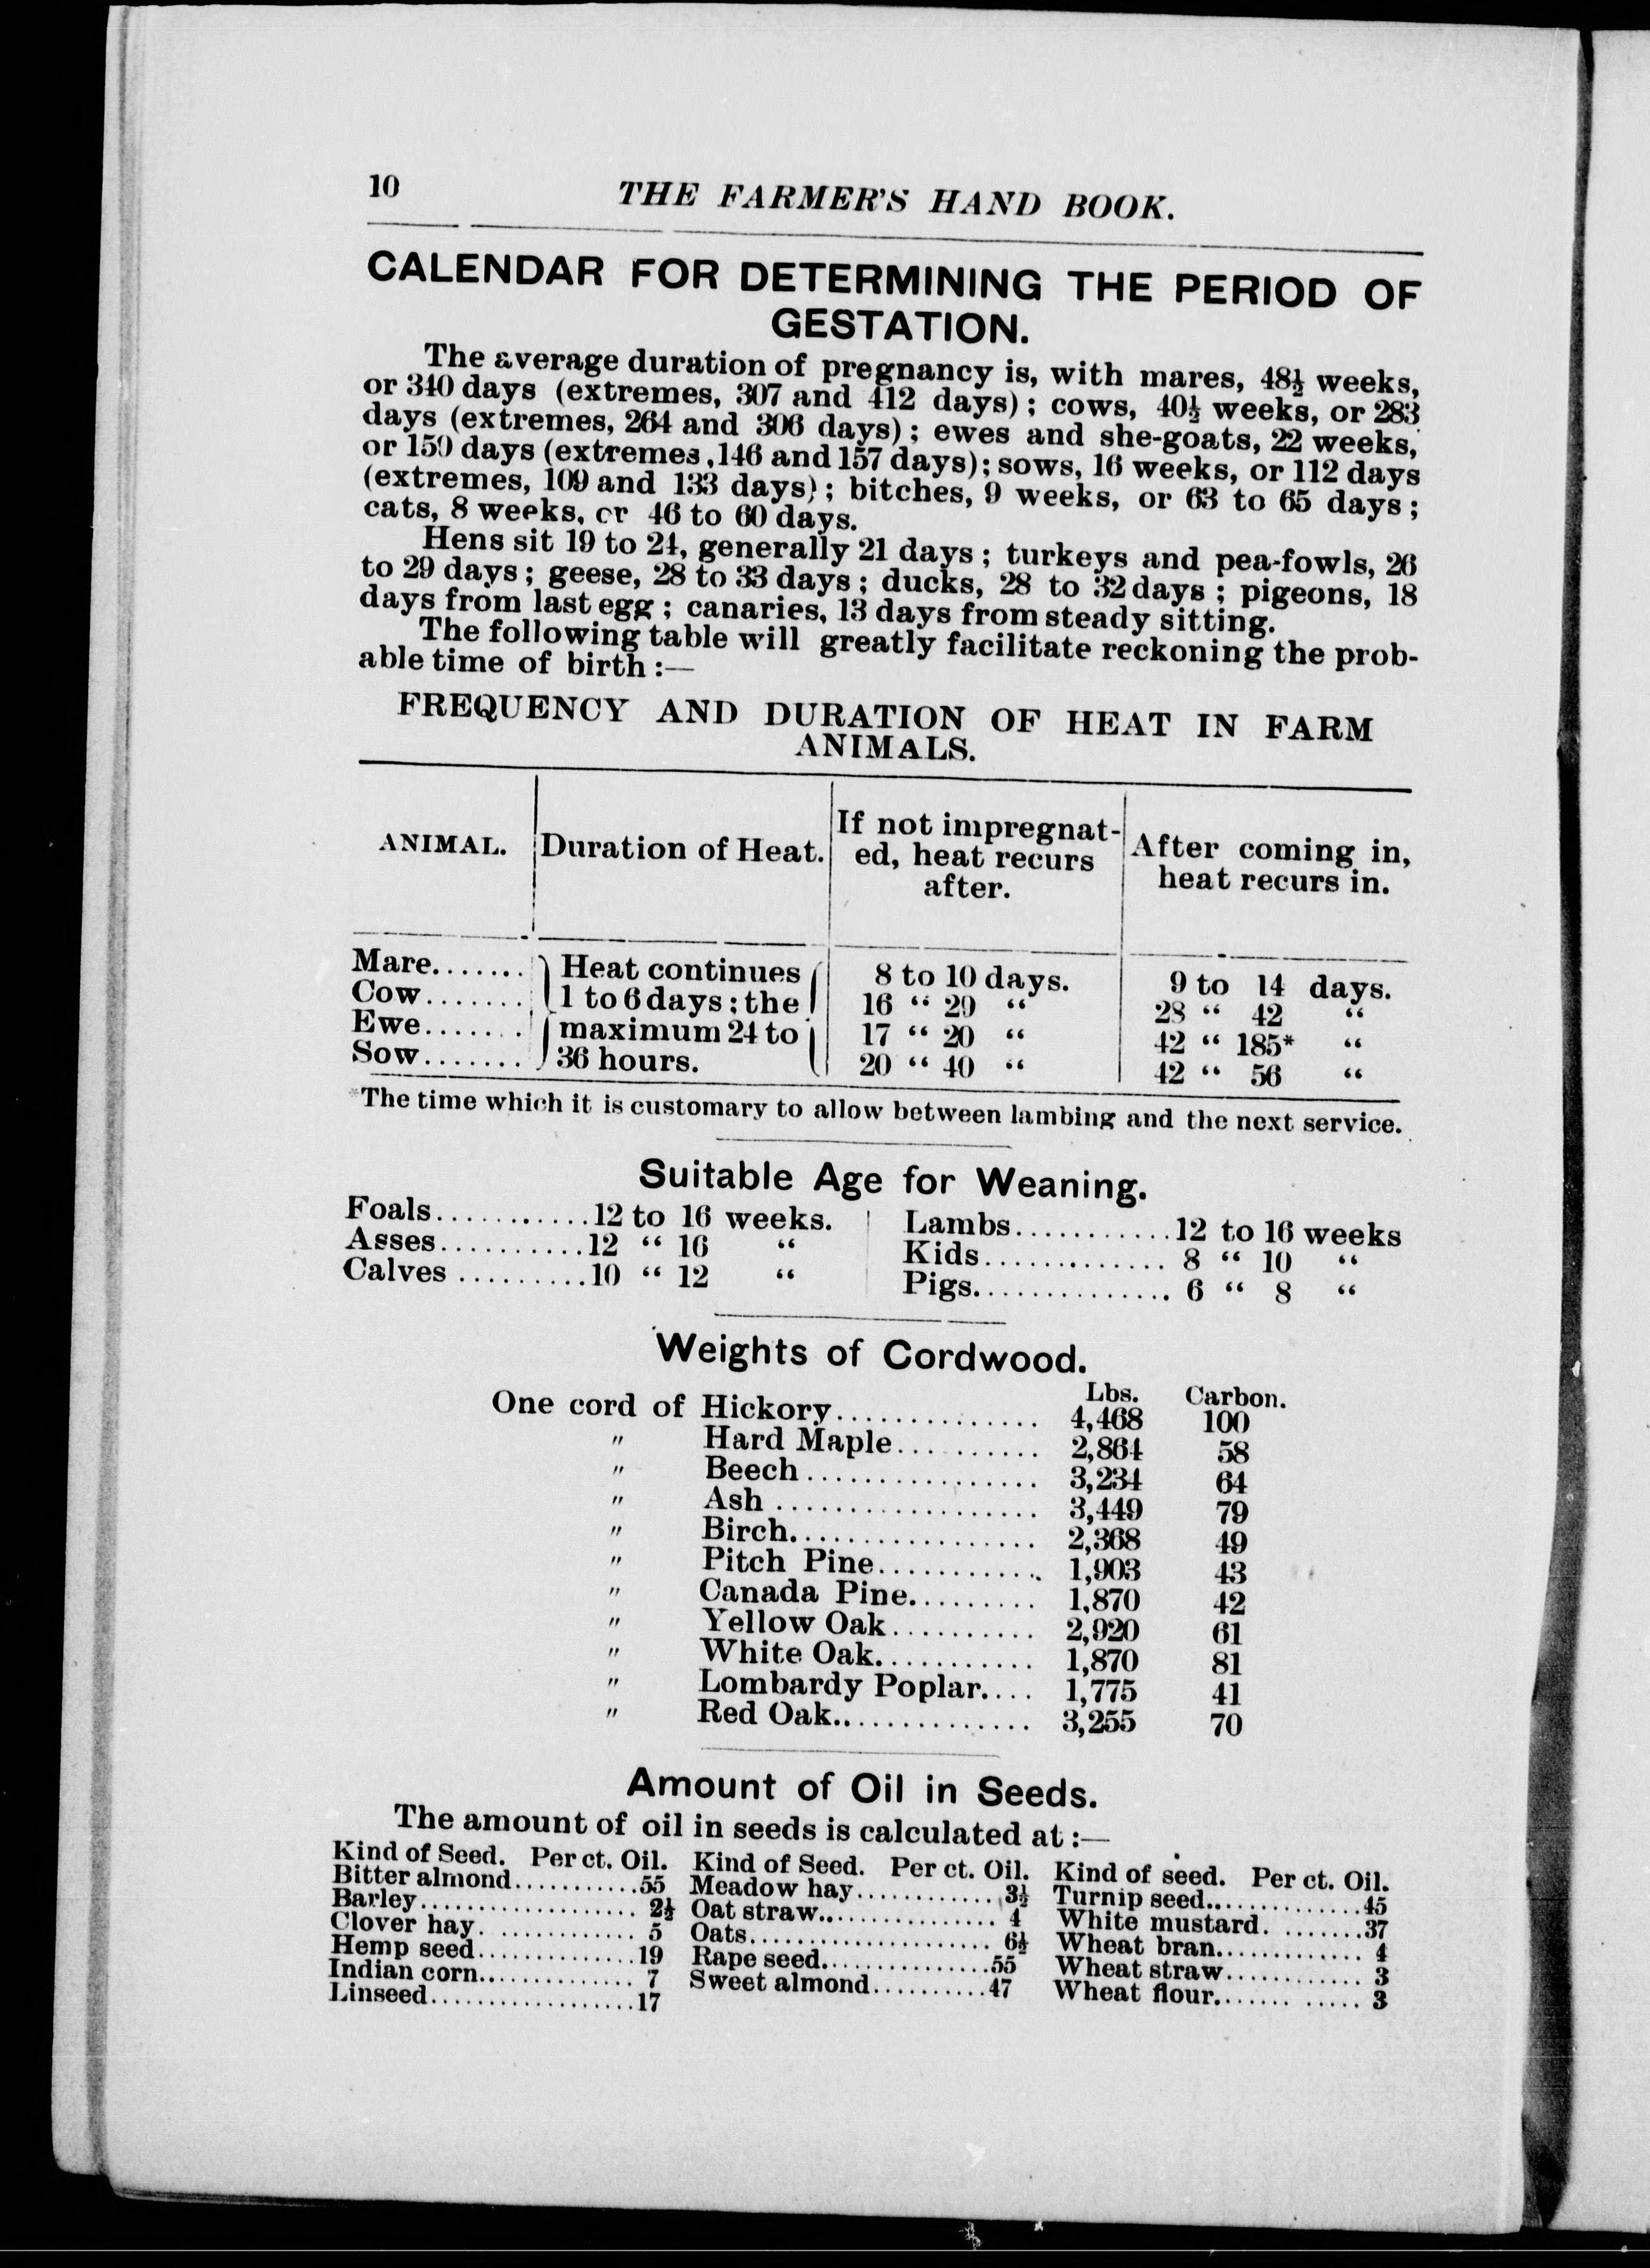 10 THE FARMER'S HAND BOOK.
CALENDAR FOR DETERMINING THE PERIOD OF
GESTATION.
The average duration of pregnancy is, with mares, 48½ weeks,
or 340 days (extremes, 307 and 412 days); cows, 40½ weeks, or 283
days (extremes, 264 and 306 days); ewes and she-goats, 22 weeks,
or 150 days (extremes, 146 and 157 days); sows, 16 weeks, or 112 days
(extremes, 109 and 133 days); bitches, 9 weeks, or 63 to 65 days;
cats, 8 weeks, or 46 to 60 days.
Hens sit 19 to 24, generally 21 days; turkeys and pea-fowls, 26
to 29 days; geese, 28 to 33 days; ducks, 28 to 32 days; pigeons, 18
days from last egg; canaries, 13 days from steady sitting.
The following table will greatly facilitate reckoning the prob-
able time of birth:—
FREQUENCY AND DURATION OF HEAT IN FARM
ANIMALS.
ANIMAL. Duration of Heat. If not impregnat-ed, heat recurs after. After coming in, heat recurs in.
Mare....... Heat continues 8 to 10 days. 9 to 14 days.
Cow....... 1 to 6 days; the 16 “ 29 “ 28 “ 42 “
Ewe....... maximum 24 to 17 “ 20 “ 42 “ 185* “
Sow....... 36 hours. 20 “ 40 “ 42 “ 56 “
*The time which it is customary to allow between lambing and the next service.
Suitable Age for Weaning.
Foals...........12 to 16 weeks. Lambs...........12 to 16 weeks
Asses...........12 “ 16 “ Kids............. 8 “ 10 “
Calves .........10 “ 12 “ Pigs.............. 6 “ 8 “
Weights of Cordwood.
Lbs. Carbon.
One cord of Hickory.............. 4,468 100
" Hard Maple.......... 2,864 58
" Beech ................ 3,234 64
" Ash .................. 3,449 79
" Birch................. 2,368 49
" Pitch Pine............ 1,903 43
" Canada Pine......... 1,870 42
" Yellow Oak.......... 2,920 61
" White Oak........... 1,870 81
" Lombardy Poplar.... 1,775 41
" Red Oak.............. 3,255 70
Amount of Oil in Seeds.
The amount of oil in seeds is calculated at:—
Kind of Seed. Per ct. Oil. Kind of Seed. Per ct. Oil. Kind of seed. Per ct. Oil.
Bitter almond...........55 Meadow hay............ 3½ Turnip seed..............45
Barley................... 2½ Oat straw............... 4 White mustard. .......37
Clover hay.............. 5 Oats..................... 6½ Wheat bran............. 4
Hemp seed..............19 Rape seed...............55 Wheat straw............ 3
Indian corn.............. 7 Sweet almond..........47 Wheat flour....... ..... 3
Linseed..................17